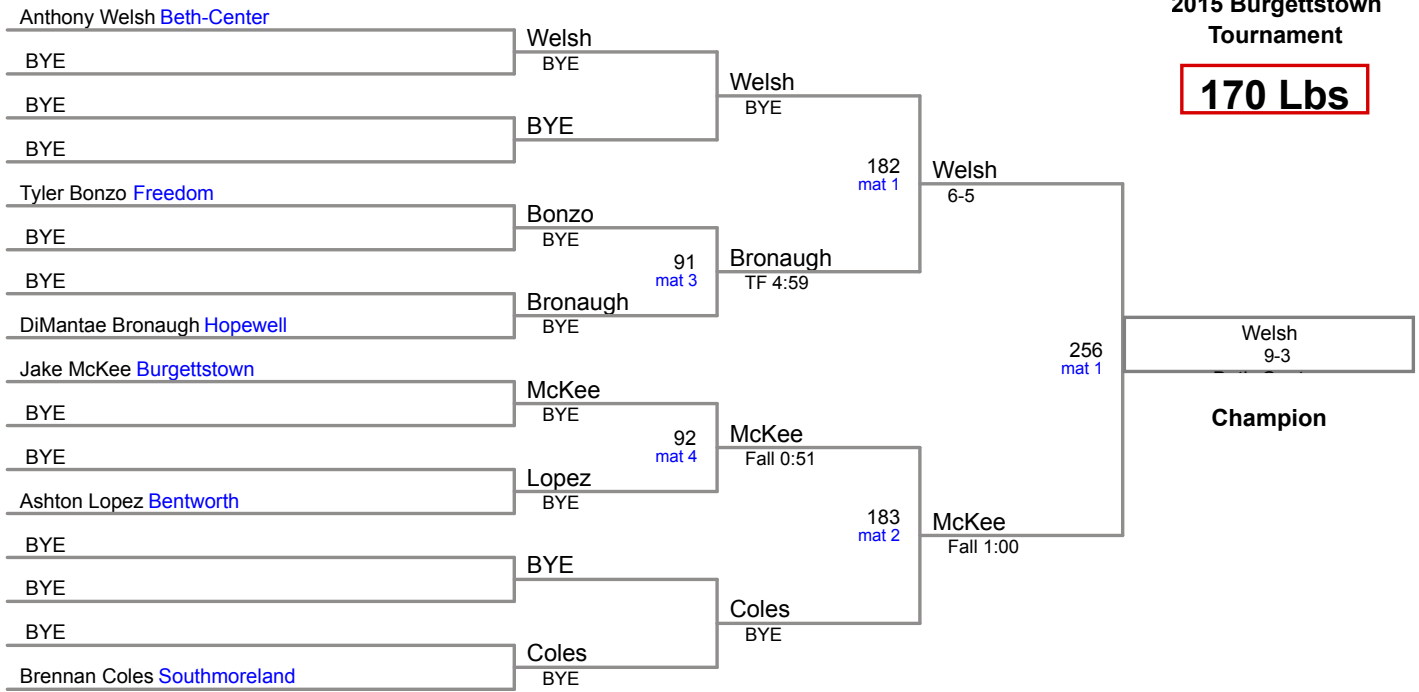 2015 Burgettstown
Tournament
170 Lbs
Anthony Welsh Beth-Center
BYE
BYE
BYE
Tyler Bonzo Freedom
BYE
BYE
DiMantae Bronaugh Hopewell
Jake McKee Burgettstown
BYE
BYE
Ashton Lopez Bentworth
BYE
BYE
BYE
Brennan Coles Southmoreland
Welsh
BYE
BYE
Bonzo
BYE
Bronaugh
BYE
McKee
BYE
Lopez
BYE
BYE
Coles
BYE
Welsh
BYE
91
mat 3
Bronaugh
TF 4:59
92
mat 4
McKee
Fall 0:51
Coles
BYE
182
mat 1
Welsh
6-5
183
mat 2
McKee
Fall 1:00
256
mat 1
Welsh
9-3
Champion